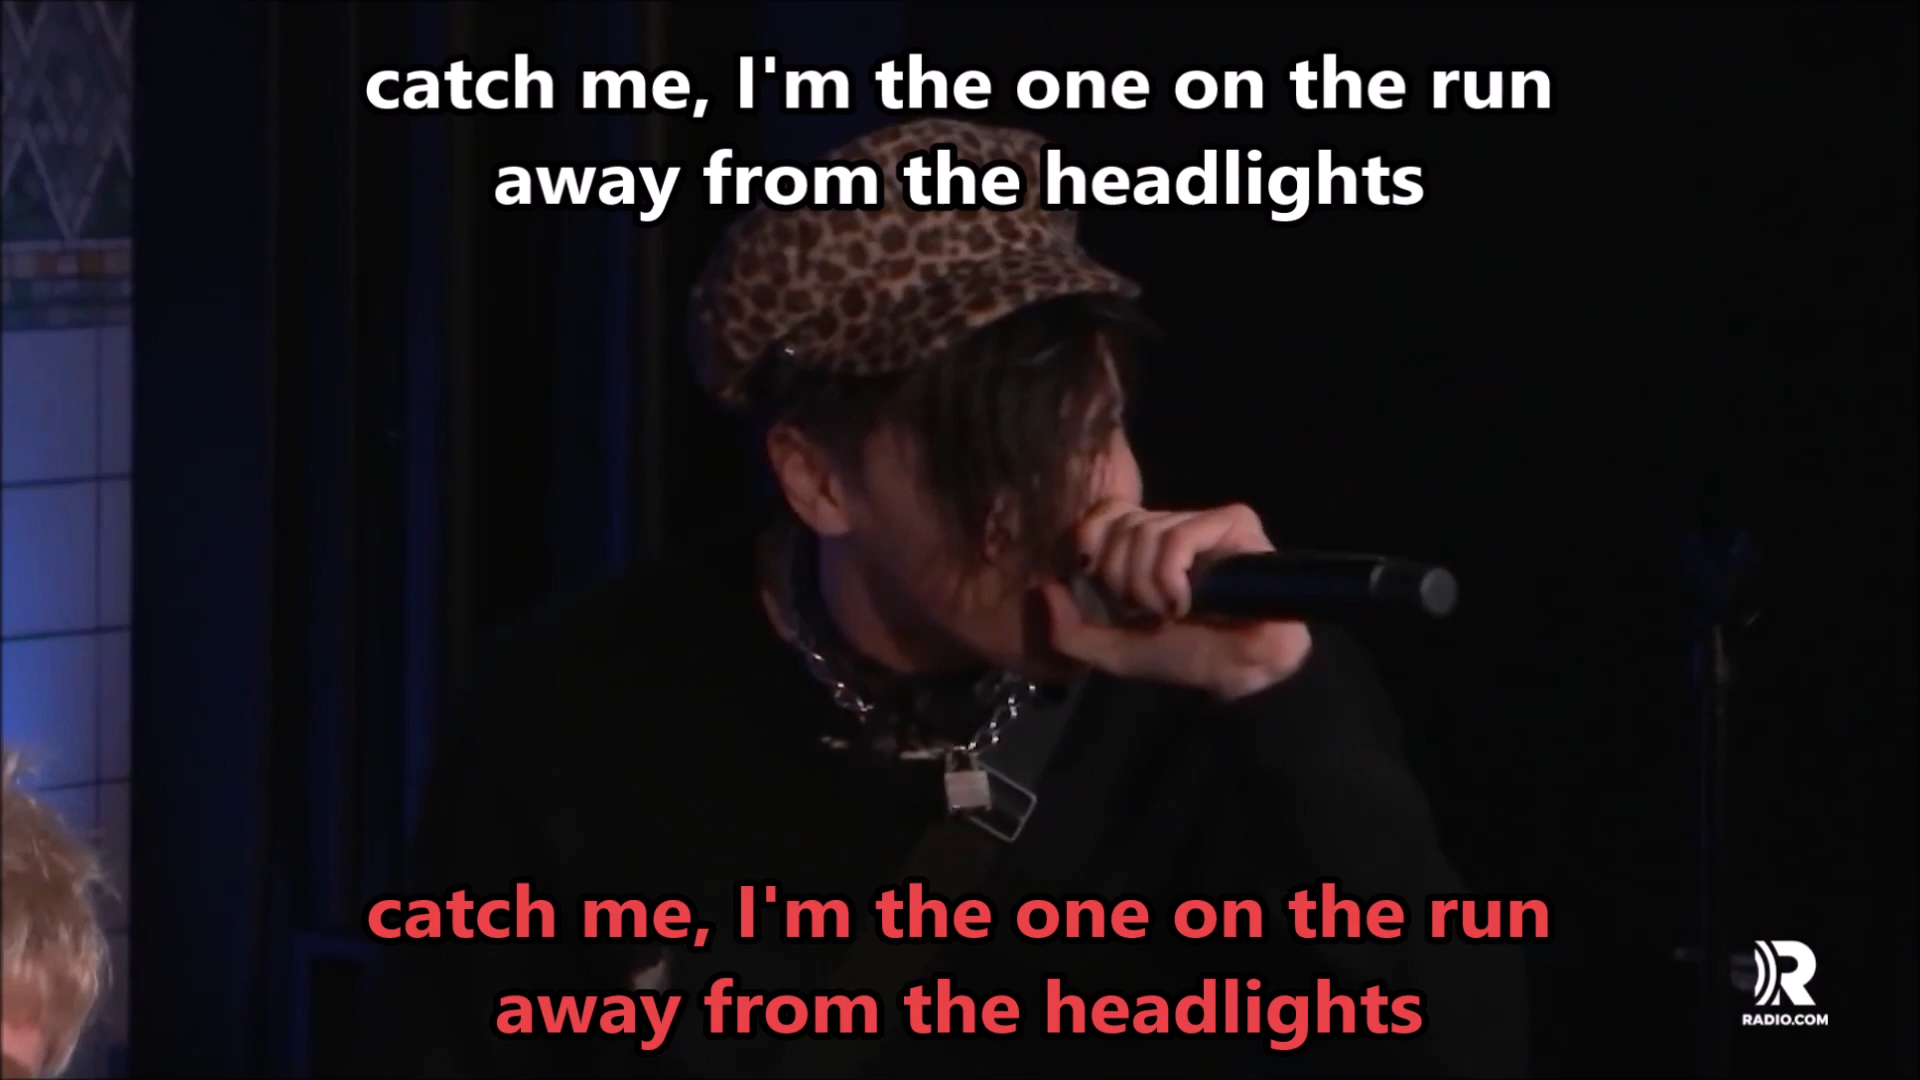 catch me, I'm the one on the run
away from the headlights
catch me, I'm the one on the run
away from the headlights
R
RADIO.COM